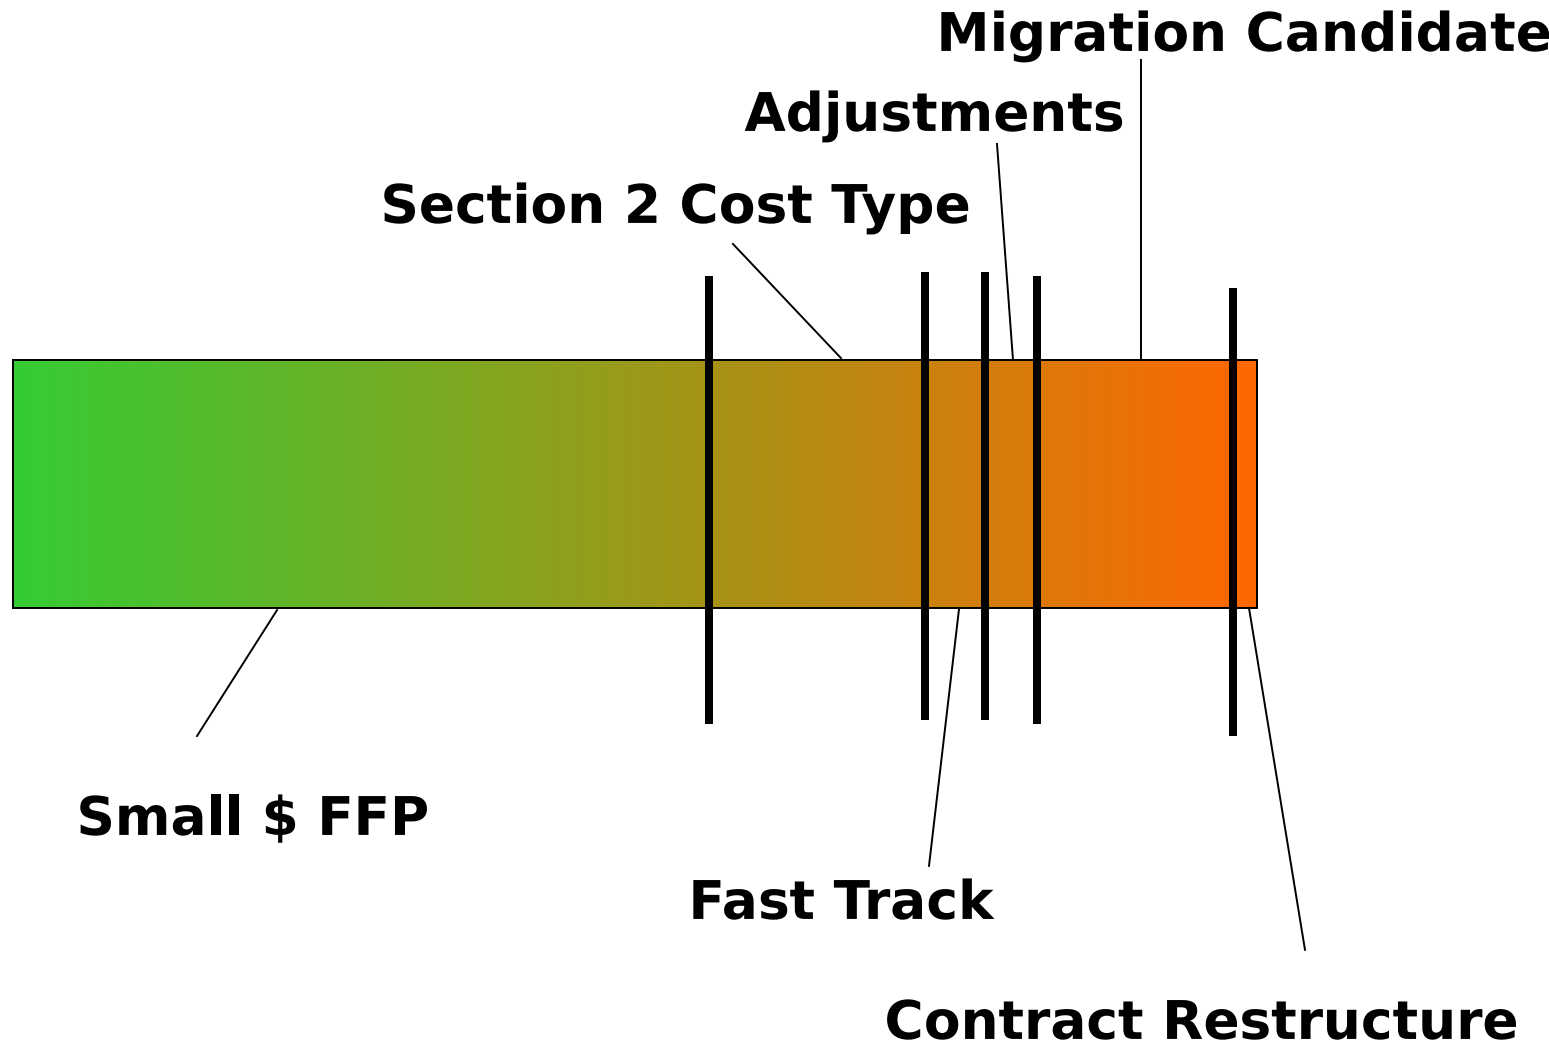 Migration Candidate
Adjustments
Section 2 Cost Type
Small $ FFP
Fast Track
Contract Restructure